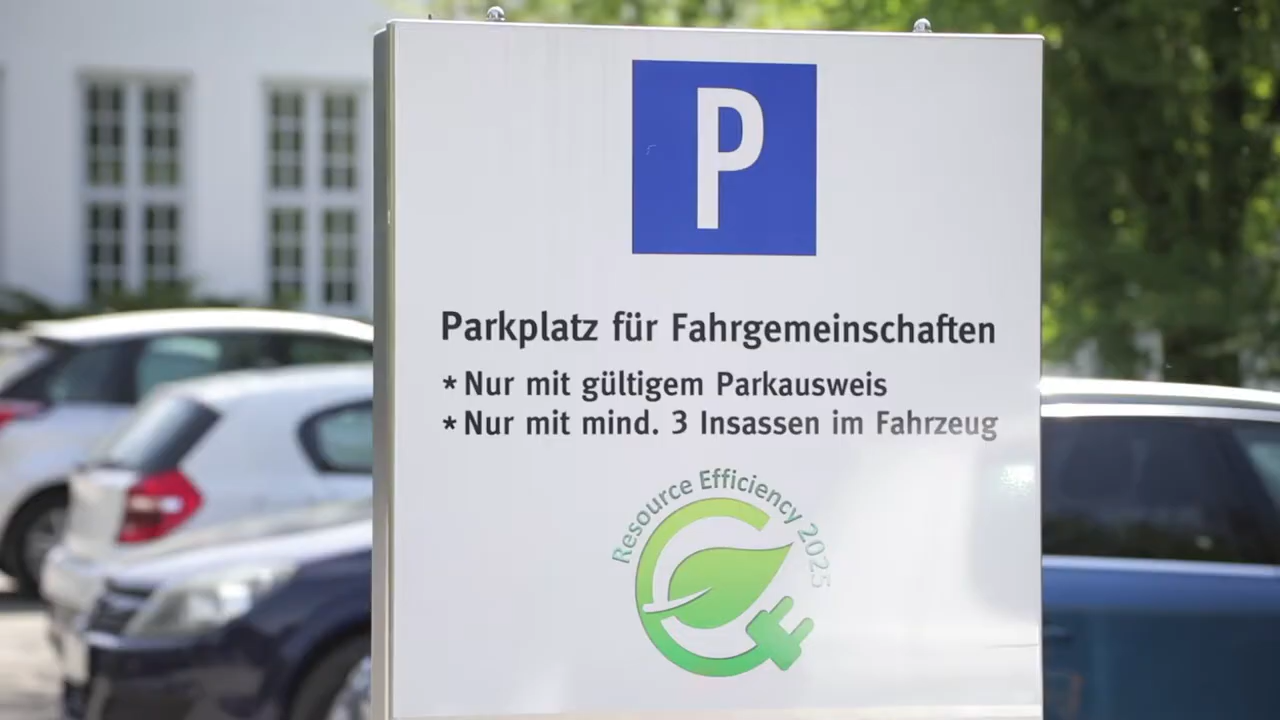 P
Parkplatz für Fahrgemeinschaften
* Nur mit gültigem Parkausweis
* Nur mit mind. 3 Insassen im Fahrzeug
Resource Efficiency 2025